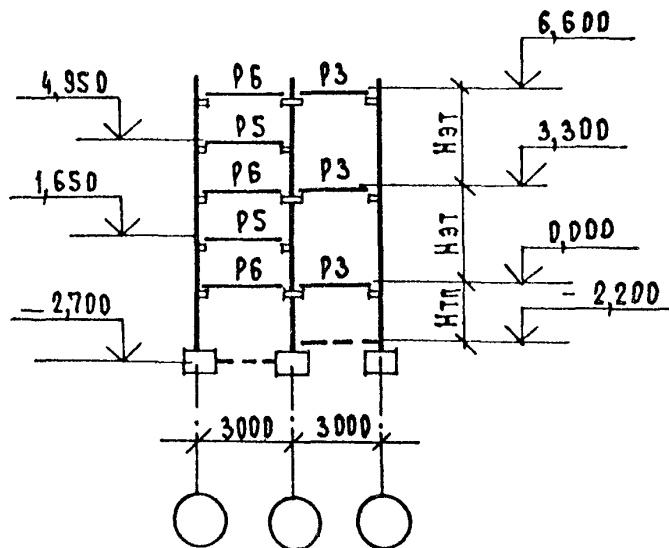 6,600
Р6 Р3
4,950
Р5
Нэт
3,300
Р6 Р3
1,650
Р5
Нэт
0,000
Р6 Р3
-2,700
Нтп
-2,200
3000 3000